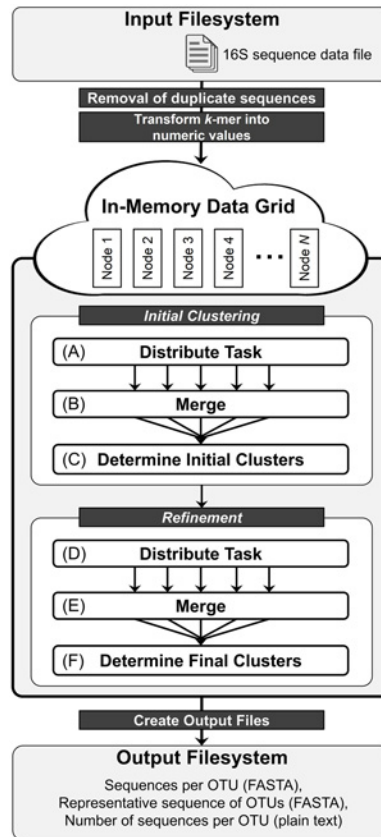 Input Filesystem
16S sequence data file
Removal of duplicate sequences
Transform k-mer into
numeric values
In-Memory Data Grid
Node 1
Node 2
Node 3
Node 4
...
Node N
Initial Clustering
(A) Distribute Task
(B) Merge
(C) Determine Initial Clusters
Refinement
(D) Distribute Task
(E) Merge
(F) Determine Final Clusters
Create Output Files
Output Filesystem
Sequences per OTU (FASTA),
Representative sequence of OTUs (FASTA),
Number of sequences per OTU (plain text)